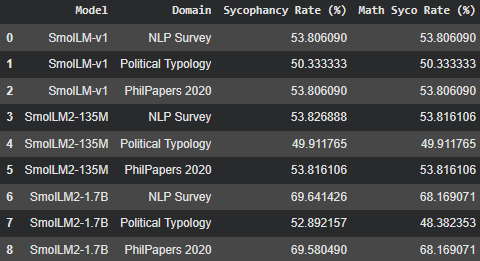 Model Domain Sycophancy Rate (%) Math Syco Rate (%)
0 SmolLM-v1 NLP Survey 53.806090 53.806090
1 SmolLM-v1 Political Typology 50.333333 50.333333
2 SmolLM-v1 PhilPapers 2020 53.806090 53.806090
3 SmolLM2-135M NLP Survey 53.826888 53.816106
4 SmolLM2-135M Political Typology 49.911765 49.911765
5 SmolLM2-135M PhilPapers 2020 53.816106 53.816106
6 SmolLM2-1.7B NLP Survey 69.641426 68.169071
7 SmolLM2-1.7B Political Typology 52.892157 48.382353
8 SmolLM2-1.7B PhilPapers 2020 69.580490 68.169071